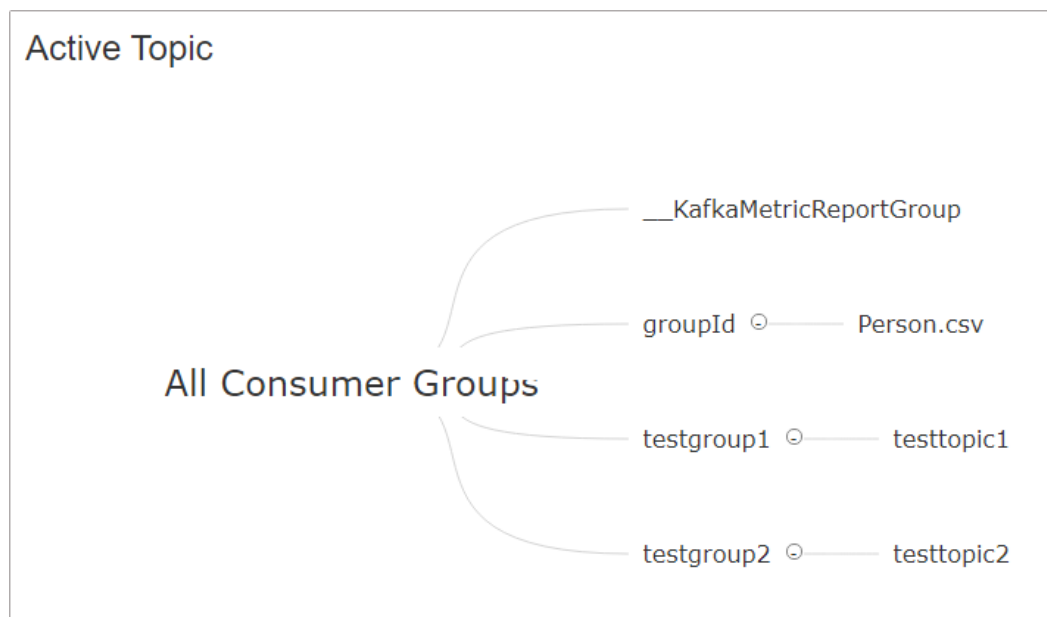 Active Topic
__KafkaMetricReportGroup
groupId - Person.csv
All Consumer Groups
testgroup1 - testtopic1
testgroup2 - testtopic2